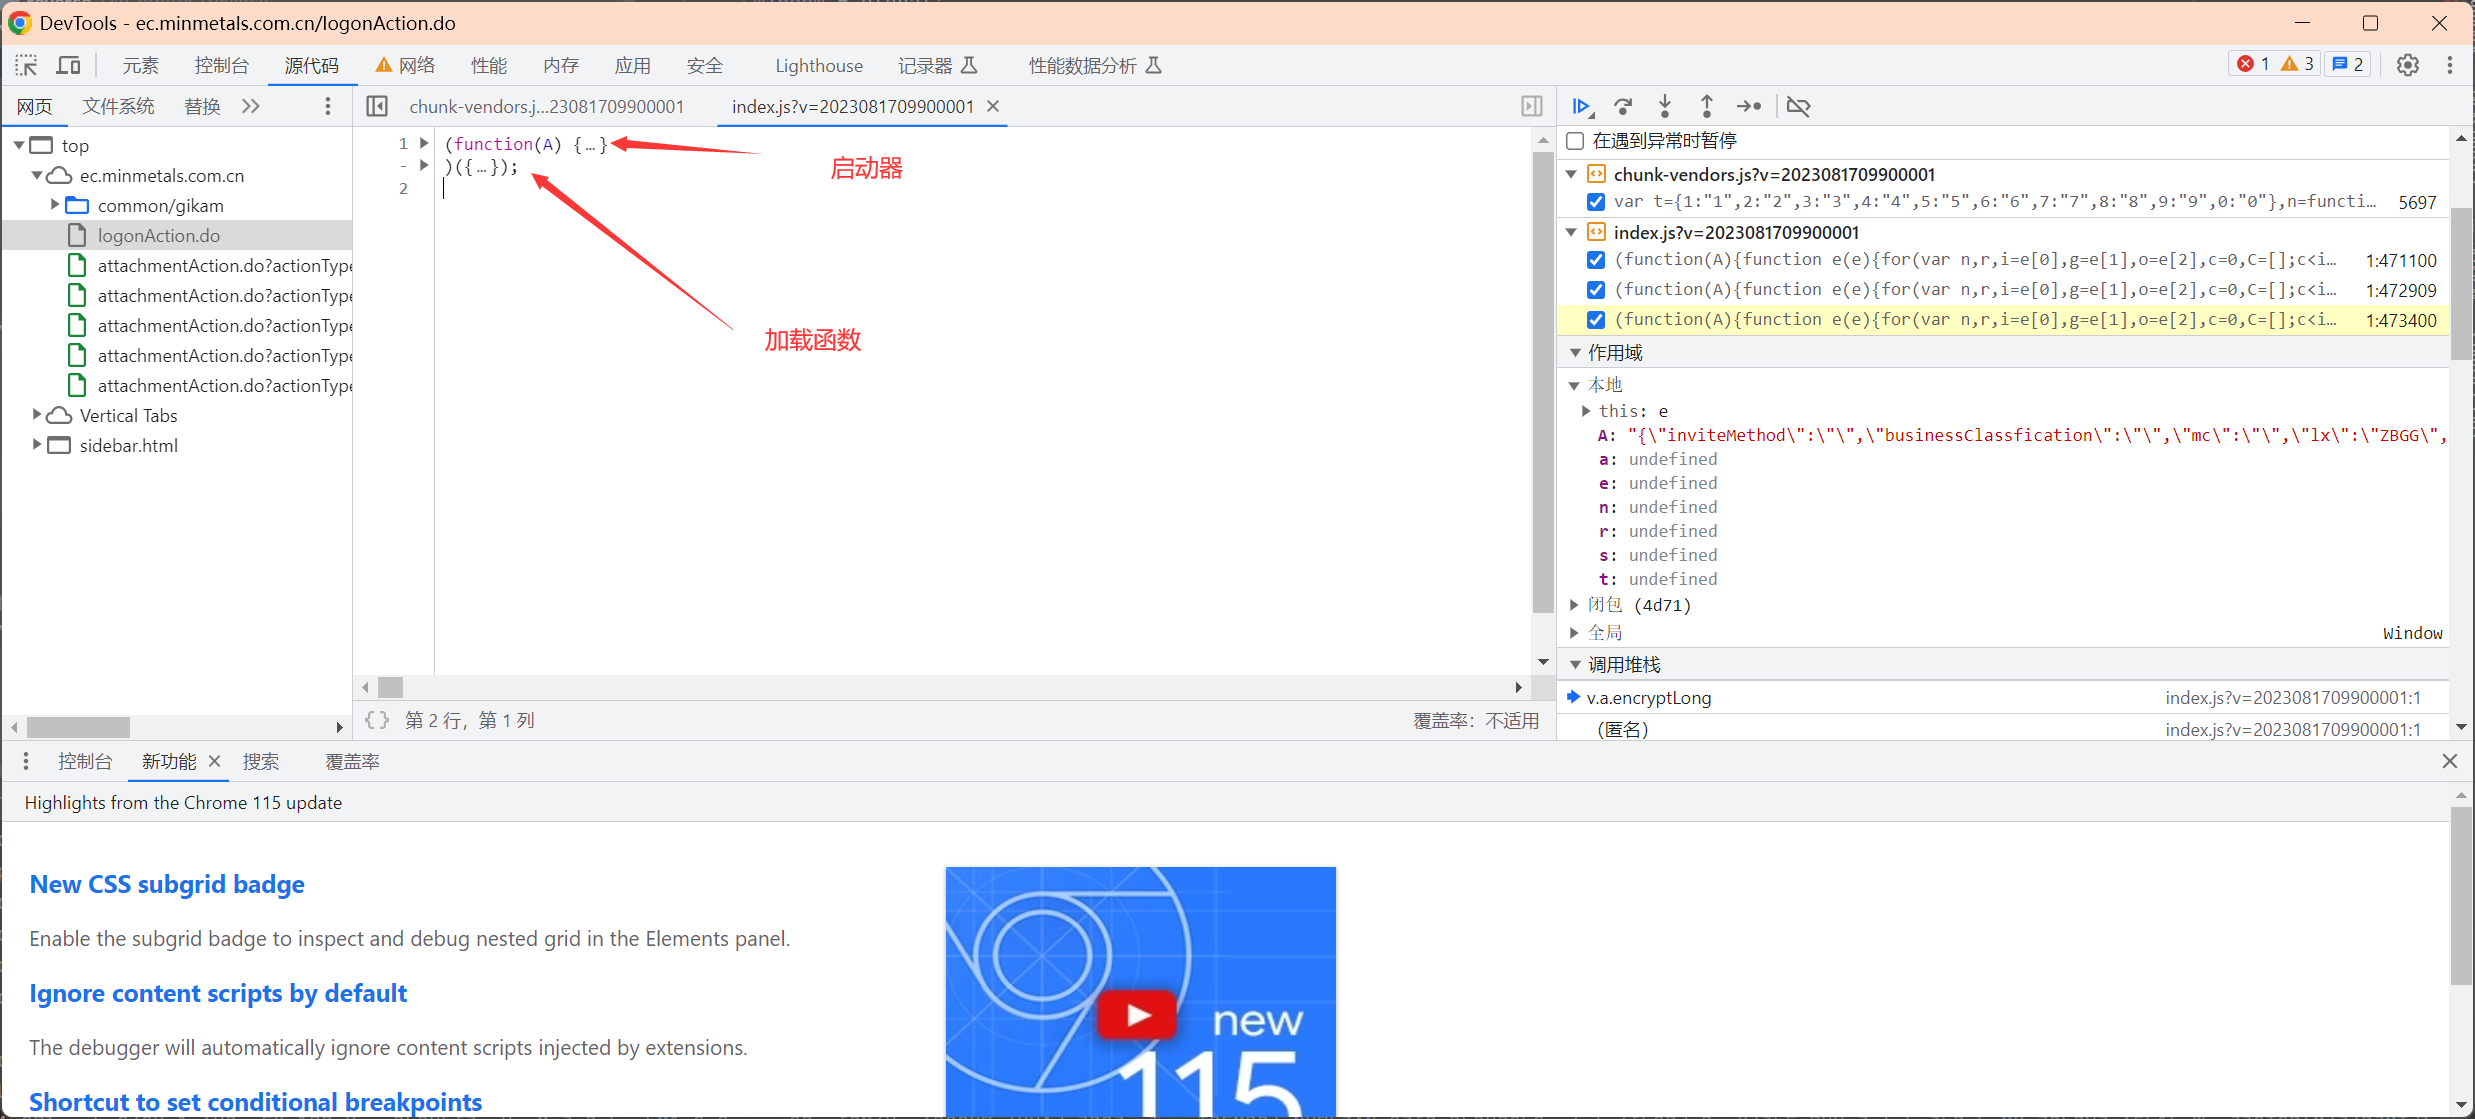 DevTools - ec.minmetals.com.cn/logonAction.do
元素 控制台 源代码 网络 性能 内存 应用 安全 Lighthouse 记录器 性能数据分析 1 3 2
网页 文件系统 替换
chunk-vendors.j...23081709900001 index.js?v=2023081709900001
top
ec.minmetals.com.cn
common/gikam
logonAction.do
attachmentAction.do?actionType
attachmentAction.do?actionType
attachmentAction.do?actionType
attachmentAction.do?actionType
attachmentAction.do?actionType
Vertical Tabs
sidebar.html
1 (function(A) {…}
- )({…});
2
启动器
加载函数
{} 第 2 行，第 1 列 覆盖率：不适用
在遇到异常时暂停
chunk-vendors.js?v=2023081709900001
var t={1:"1",2:"2",3:"3",4:"4",5:"5",6:"6",7:"7",8:"8",9:"9",0:"0"},n=functi… 5697
index.js?v=2023081709900001
(function(A){function e(e){for(var n,r,i=e[0],g=e[1],o=e[2],c=0,C=[];c<i… 1:471100
(function(A){function e(e){for(var n,r,i=e[0],g=e[1],o=e[2],c=0,C=[];c<i… 1:472909
(function(A){function e(e){for(var n,r,i=e[0],g=e[1],o=e[2],c=0,C=[];c<i… 1:473400
作用域
本地
this: e
A: "{\"inviteMethod\":\"\",\"businessClassfication\":\"\",\"mc\":\"\",\"lx\":\"ZBGG\",
a: undefined
e: undefined
n: undefined
r: undefined
s: undefined
t: undefined
闭包 (4d71)
全局 Window
调用堆栈
v.a.encryptLong index.js?v=2023081709900001:1
(匿名) index.js?v=2023081709900001:1
控制台 新功能 搜索 覆盖率
Highlights from the Chrome 115 update
New CSS subgrid badge
Enable the subgrid badge to inspect and debug nested grid in the Elements panel.
Ignore content scripts by default
The debugger will automatically ignore content scripts injected by extensions.
Shortcut to set conditional breakpoints
new
115